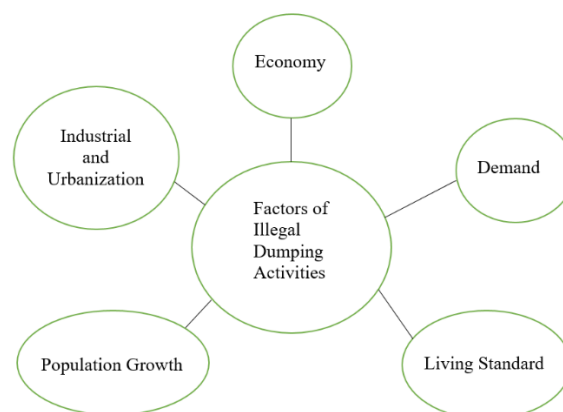 Economy
Industrial
and
Urbanization
Demand
Factors of
Illegal
Dumping
Activities
Population Growth
Living Standard